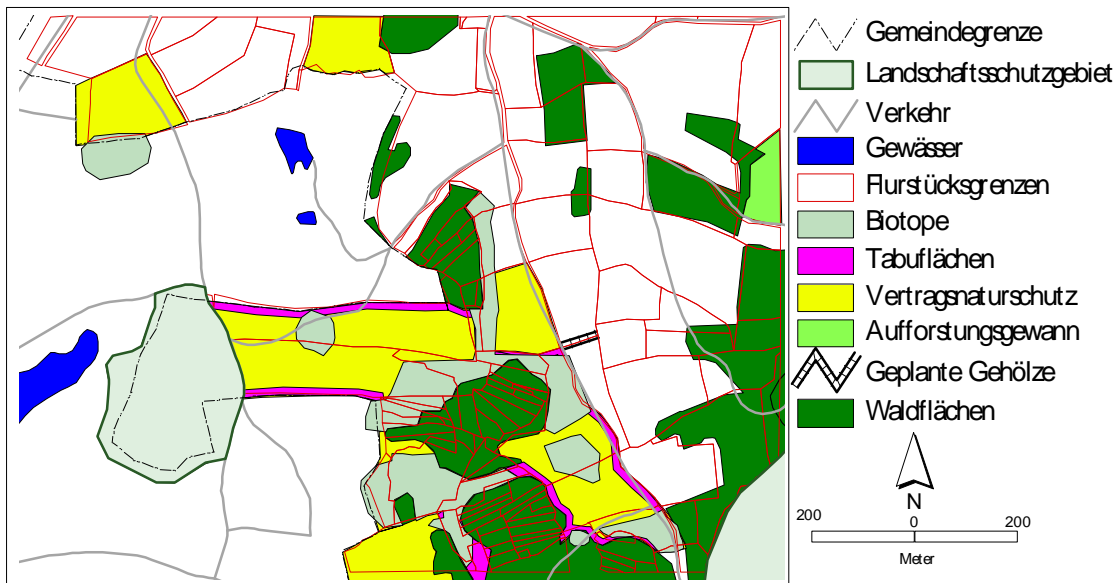 Gemeindegrenze
Landschaftsschutzgebiet
Verkehr
Gewässer
Flurstücksgrenzen
Biotope
Tabuflächen
Vertragsnaturschutz
Aufforstungsgewann
Geplante Gehölze
Waldflächen
N
200 0 200
Meter